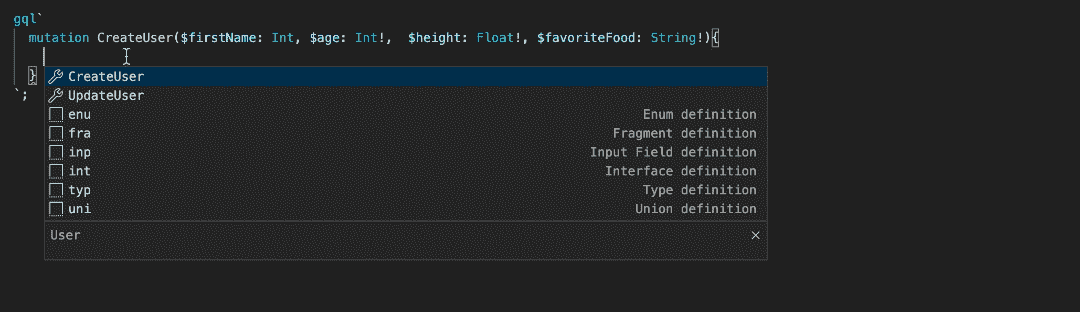 gql`
mutation CreateUser($firstName: Int, $age: Int!,  $height: Float!, $favoriteFood: String!){
}
`;
CreateUser
UpdateUser
enu Enum definition
fra Fragment definition
inp Input Field definition
int Interface definition
typ Type definition
uni Union definition
User